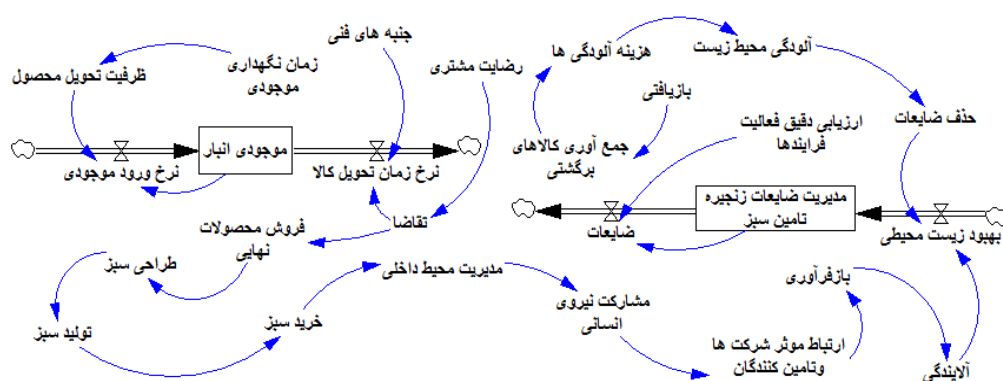 جنبه های فنی
زمان نگهداری
موجودی
ظرفیت تحویل محصول
رضایت مشتری
هزینه آلودگی ها
آلودگی محیط زیست
بازیافتی
حذف ضایعات
ارزیابی دقیق فعالیت
فرایندها
جمع آوری کالاهای
برگشتی
موجودی انبار
نرخ ورود موجودی
نرخ زمان تحویل کالا
مدیریت ضایعات زنجیره
تامین سبز
ضایعات
بهبود زیست محیطی
تقاضا
فروش محصولات
نهایی
طراحی سبز
مدیریت محیط داخلی
بازفرآوری
مشارکت نیروی
انسانی
خرید سبز
تولید سبز
ارتباط موثر شرکت ها
وتامین کنندگان
آلایندگی